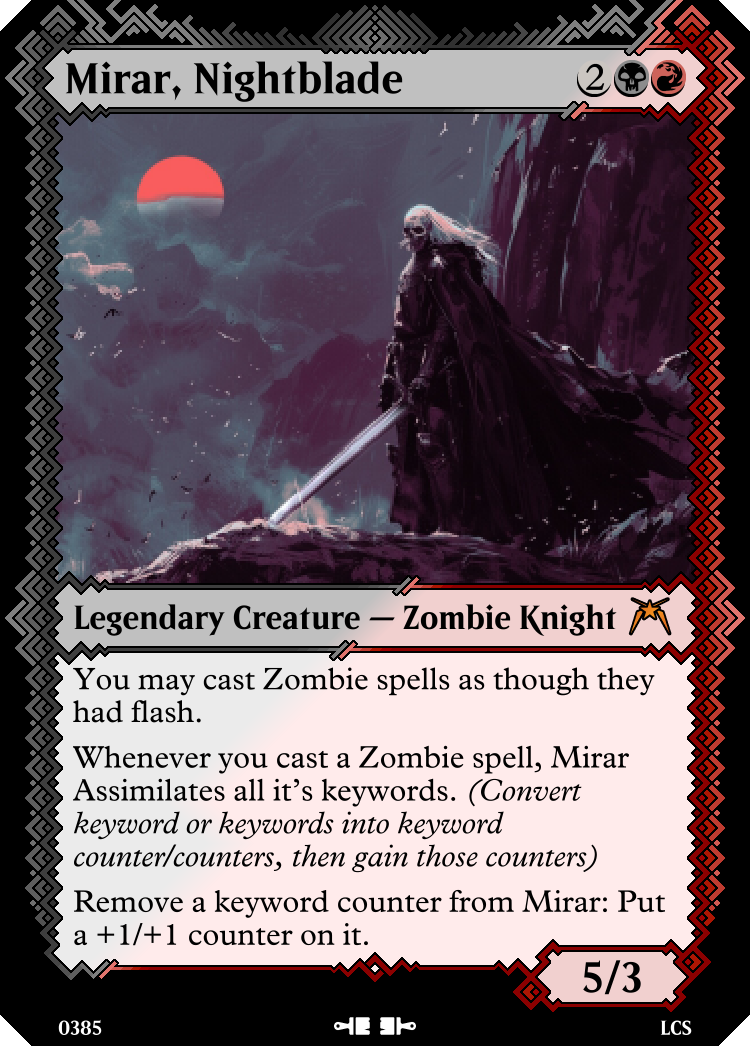 Mirar, Nightblade 2
Legendary Creature — Zombie Knight
You may cast Zombie spells as though they
had flash.
Whenever you cast a Zombie spell, Mirar
Assimilates all it's keywords. (Convert
keyword or keywords into keyword
counter/counters, then gain those counters)
Remove a keyword counter from Mirar: Put
a +1/+1 counter on it.
5/3
0385 LCS